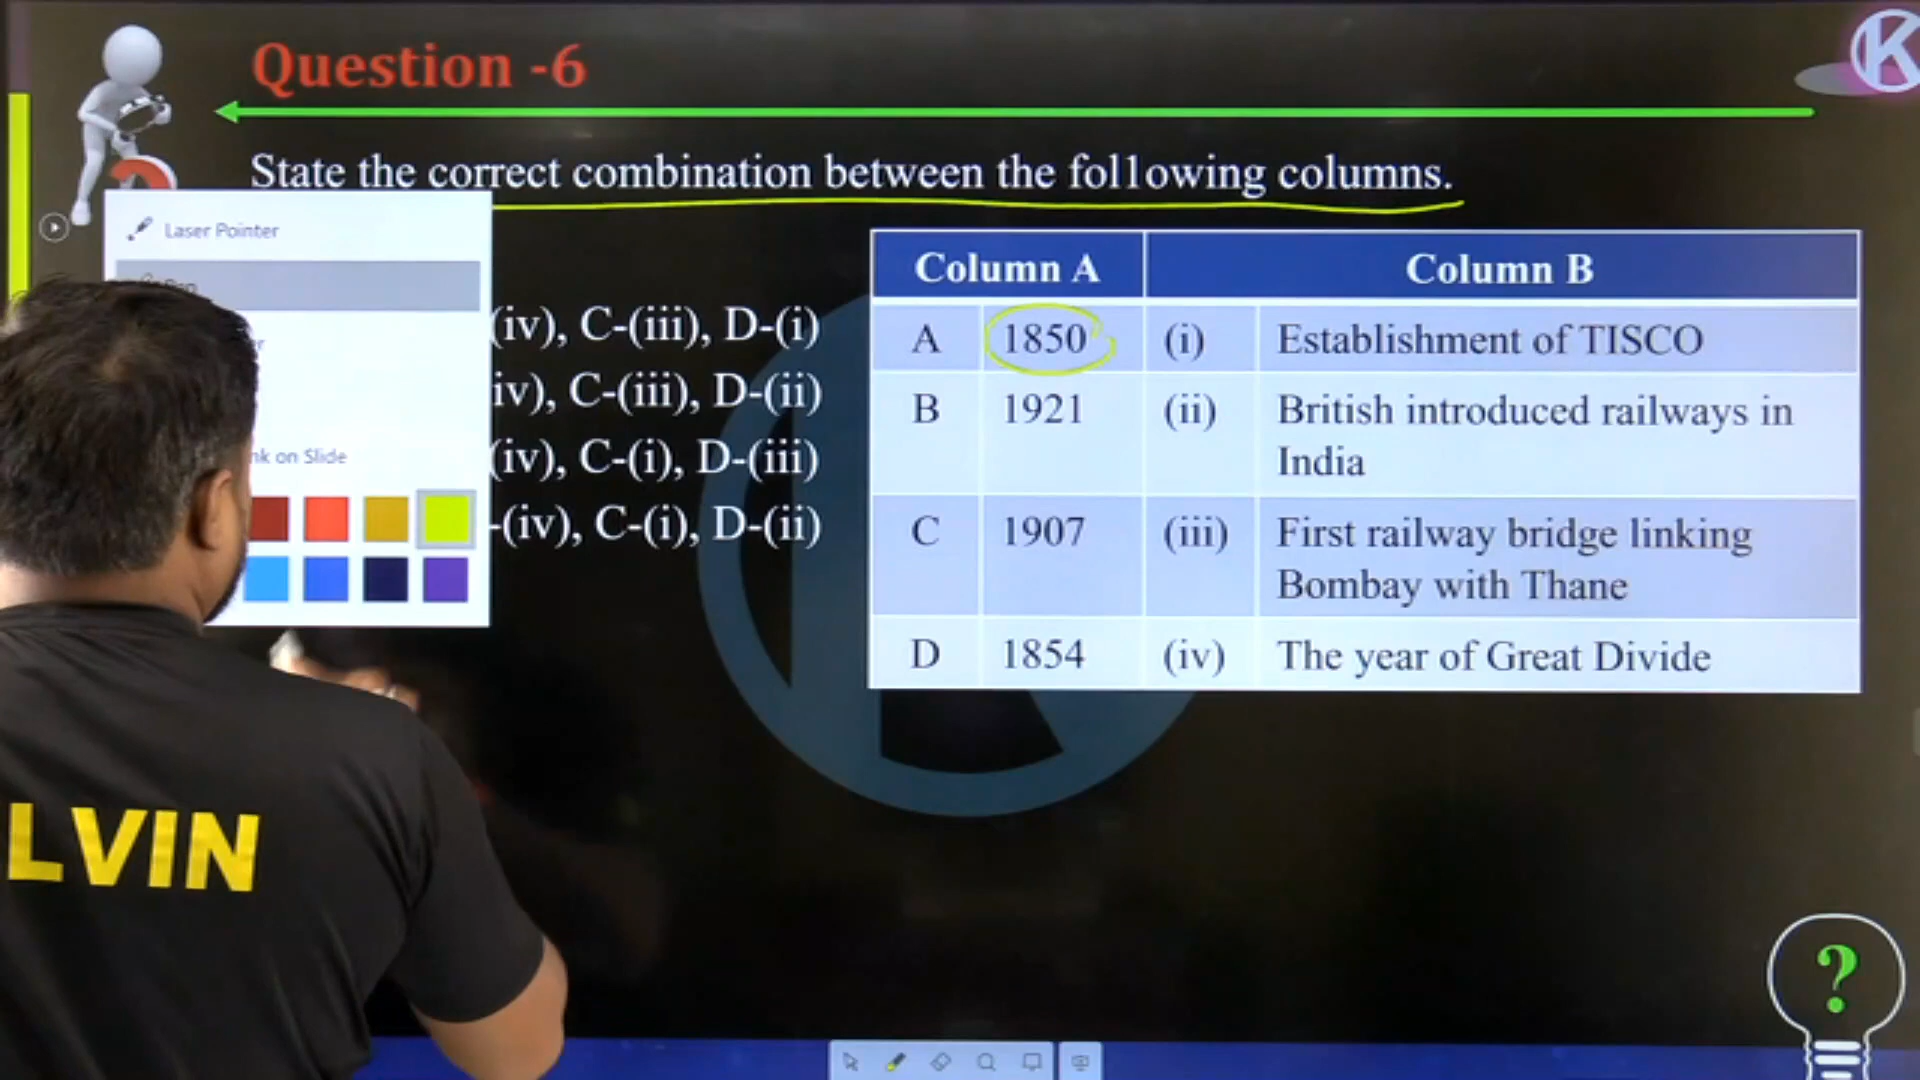 Question -6
State the correct combination between the following columns.
Laser Pointer
nk on Slide
(iv), C-(iii), D-(i)
iv), C-(iii), D-(ii)
(iv), C-(i), D-(iii)
-(iv), C-(i), D-(ii)
Column A Column B
A 1850 (i) Establishment of TISCO
B 1921 (ii) British introduced railways in
India
C 1907 (iii) First railway bridge linking
Bombay with Thane
D 1854 (iv) The year of Great Divide
LVIN
K
?